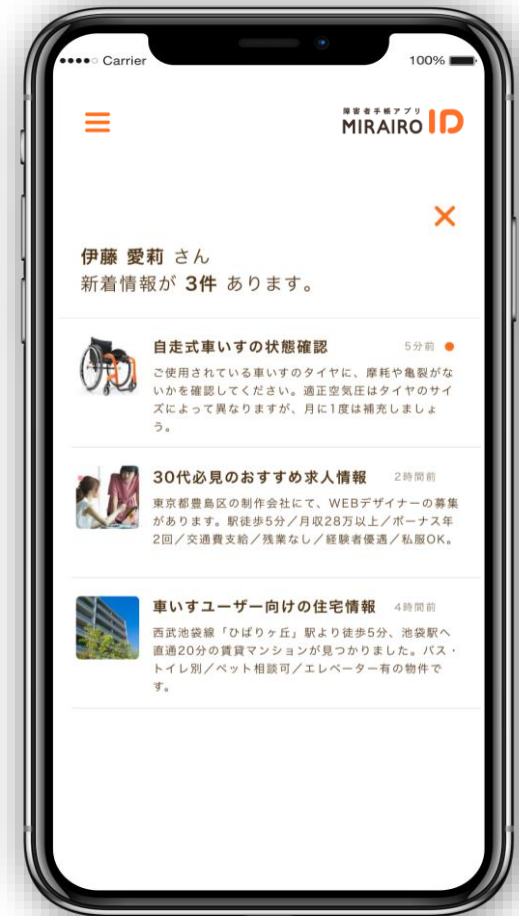 Carrier
100%
障害者手帳アプリ
MIRAIRO ID
伊藤 愛莉 さん
新着情報が 3件 あります。
自走式車いすの状態確認 5分前
ご使用されている車いすのタイヤに、摩耗や亀裂がな
いかを確認してください。適正空気圧はタイヤのサイ
ズによって異なりますが、月に1度は補充しましょ
う。
30代必見のおすすめ求人情報 2時間前
東京都豊島区の制作会社にて、WEBデザイナーの募集
があります。駅徒歩5分／月収28万以上／ボーナス年
2回／交通費支給／残業なし／経験者優遇／私服OK。
車いすユーザー向けの住宅情報 4時間前
西武池袋線「ひばりヶ丘」駅より徒歩5分、池袋駅へ
直通20分の賃貸マンションが見つかりました。バス・
トイレ別／ペット相談可／エレベーター有の物件で
す。